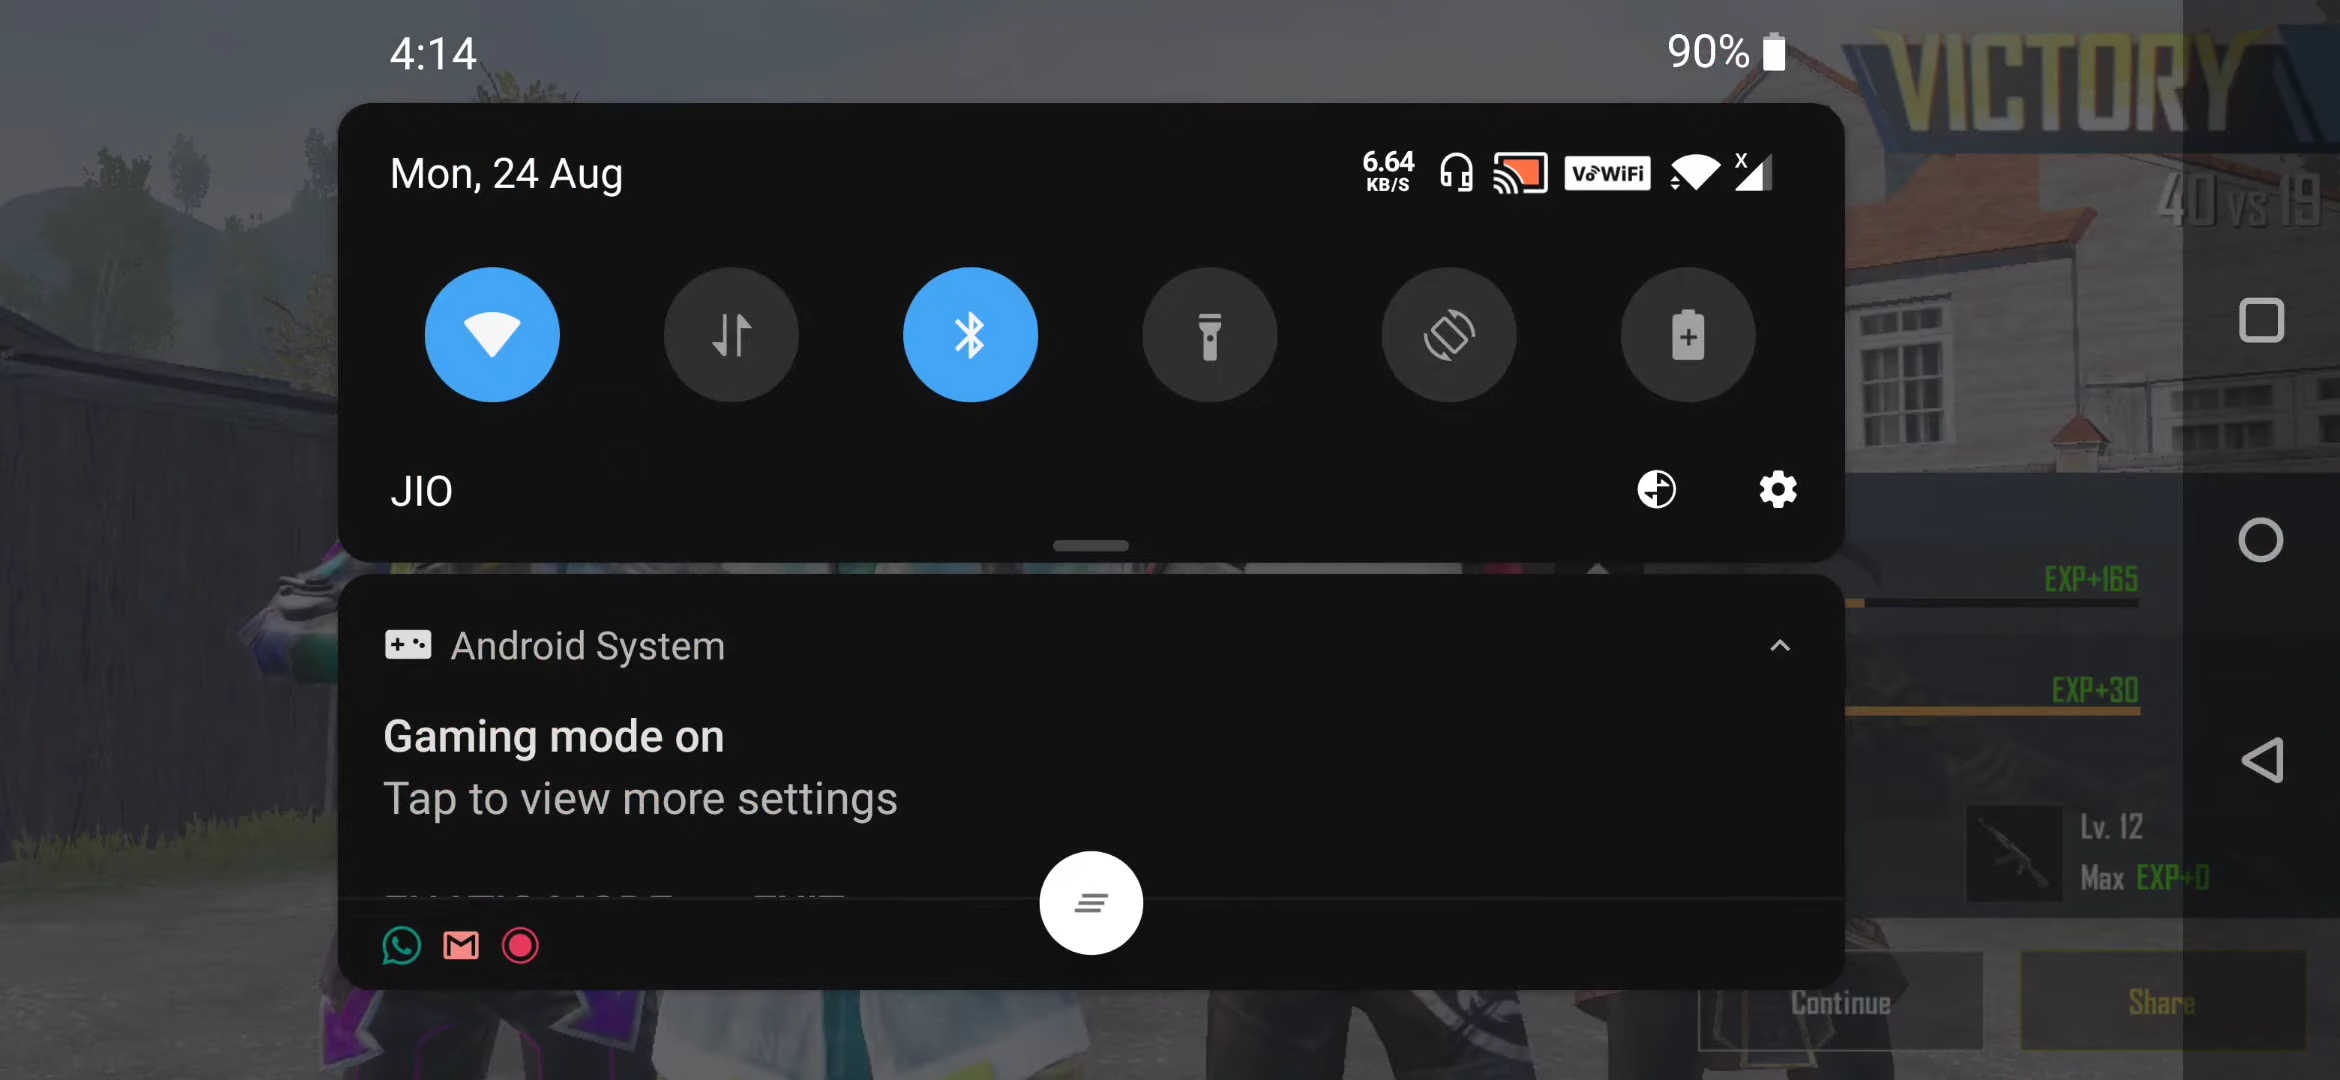 4:14
90%
VICTORY
Mon, 24 Aug
6.64
KB/S
VoWiFi
X
40 VS 19
JIO
EXP+165
Android System
EXP+30
Gaming mode on
Tap to view more settings
Lv. 12
Max EXP+0
Continue
Share